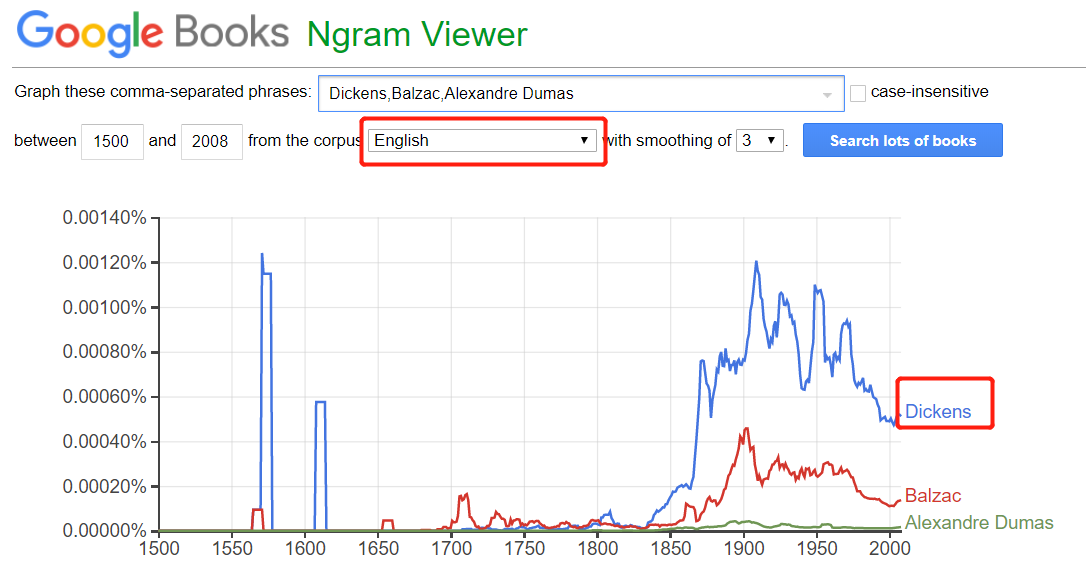 Google Books Ngram Viewer
Graph these comma-separated phrases: Dickens,Balzac,Alexandre Dumas case-insensitive
between 1500 and 2008 from the corpus English with smoothing of 3 . Search lots of books
0.00140%
0.00120%
0.00100%
0.00080%
0.00060%
Dickens
0.00040%
0.00020%
Balzac
Alexandre Dumas
0.00000%
1500 1550 1600 1650 1700 1750 1800 1850 1900 1950 2000